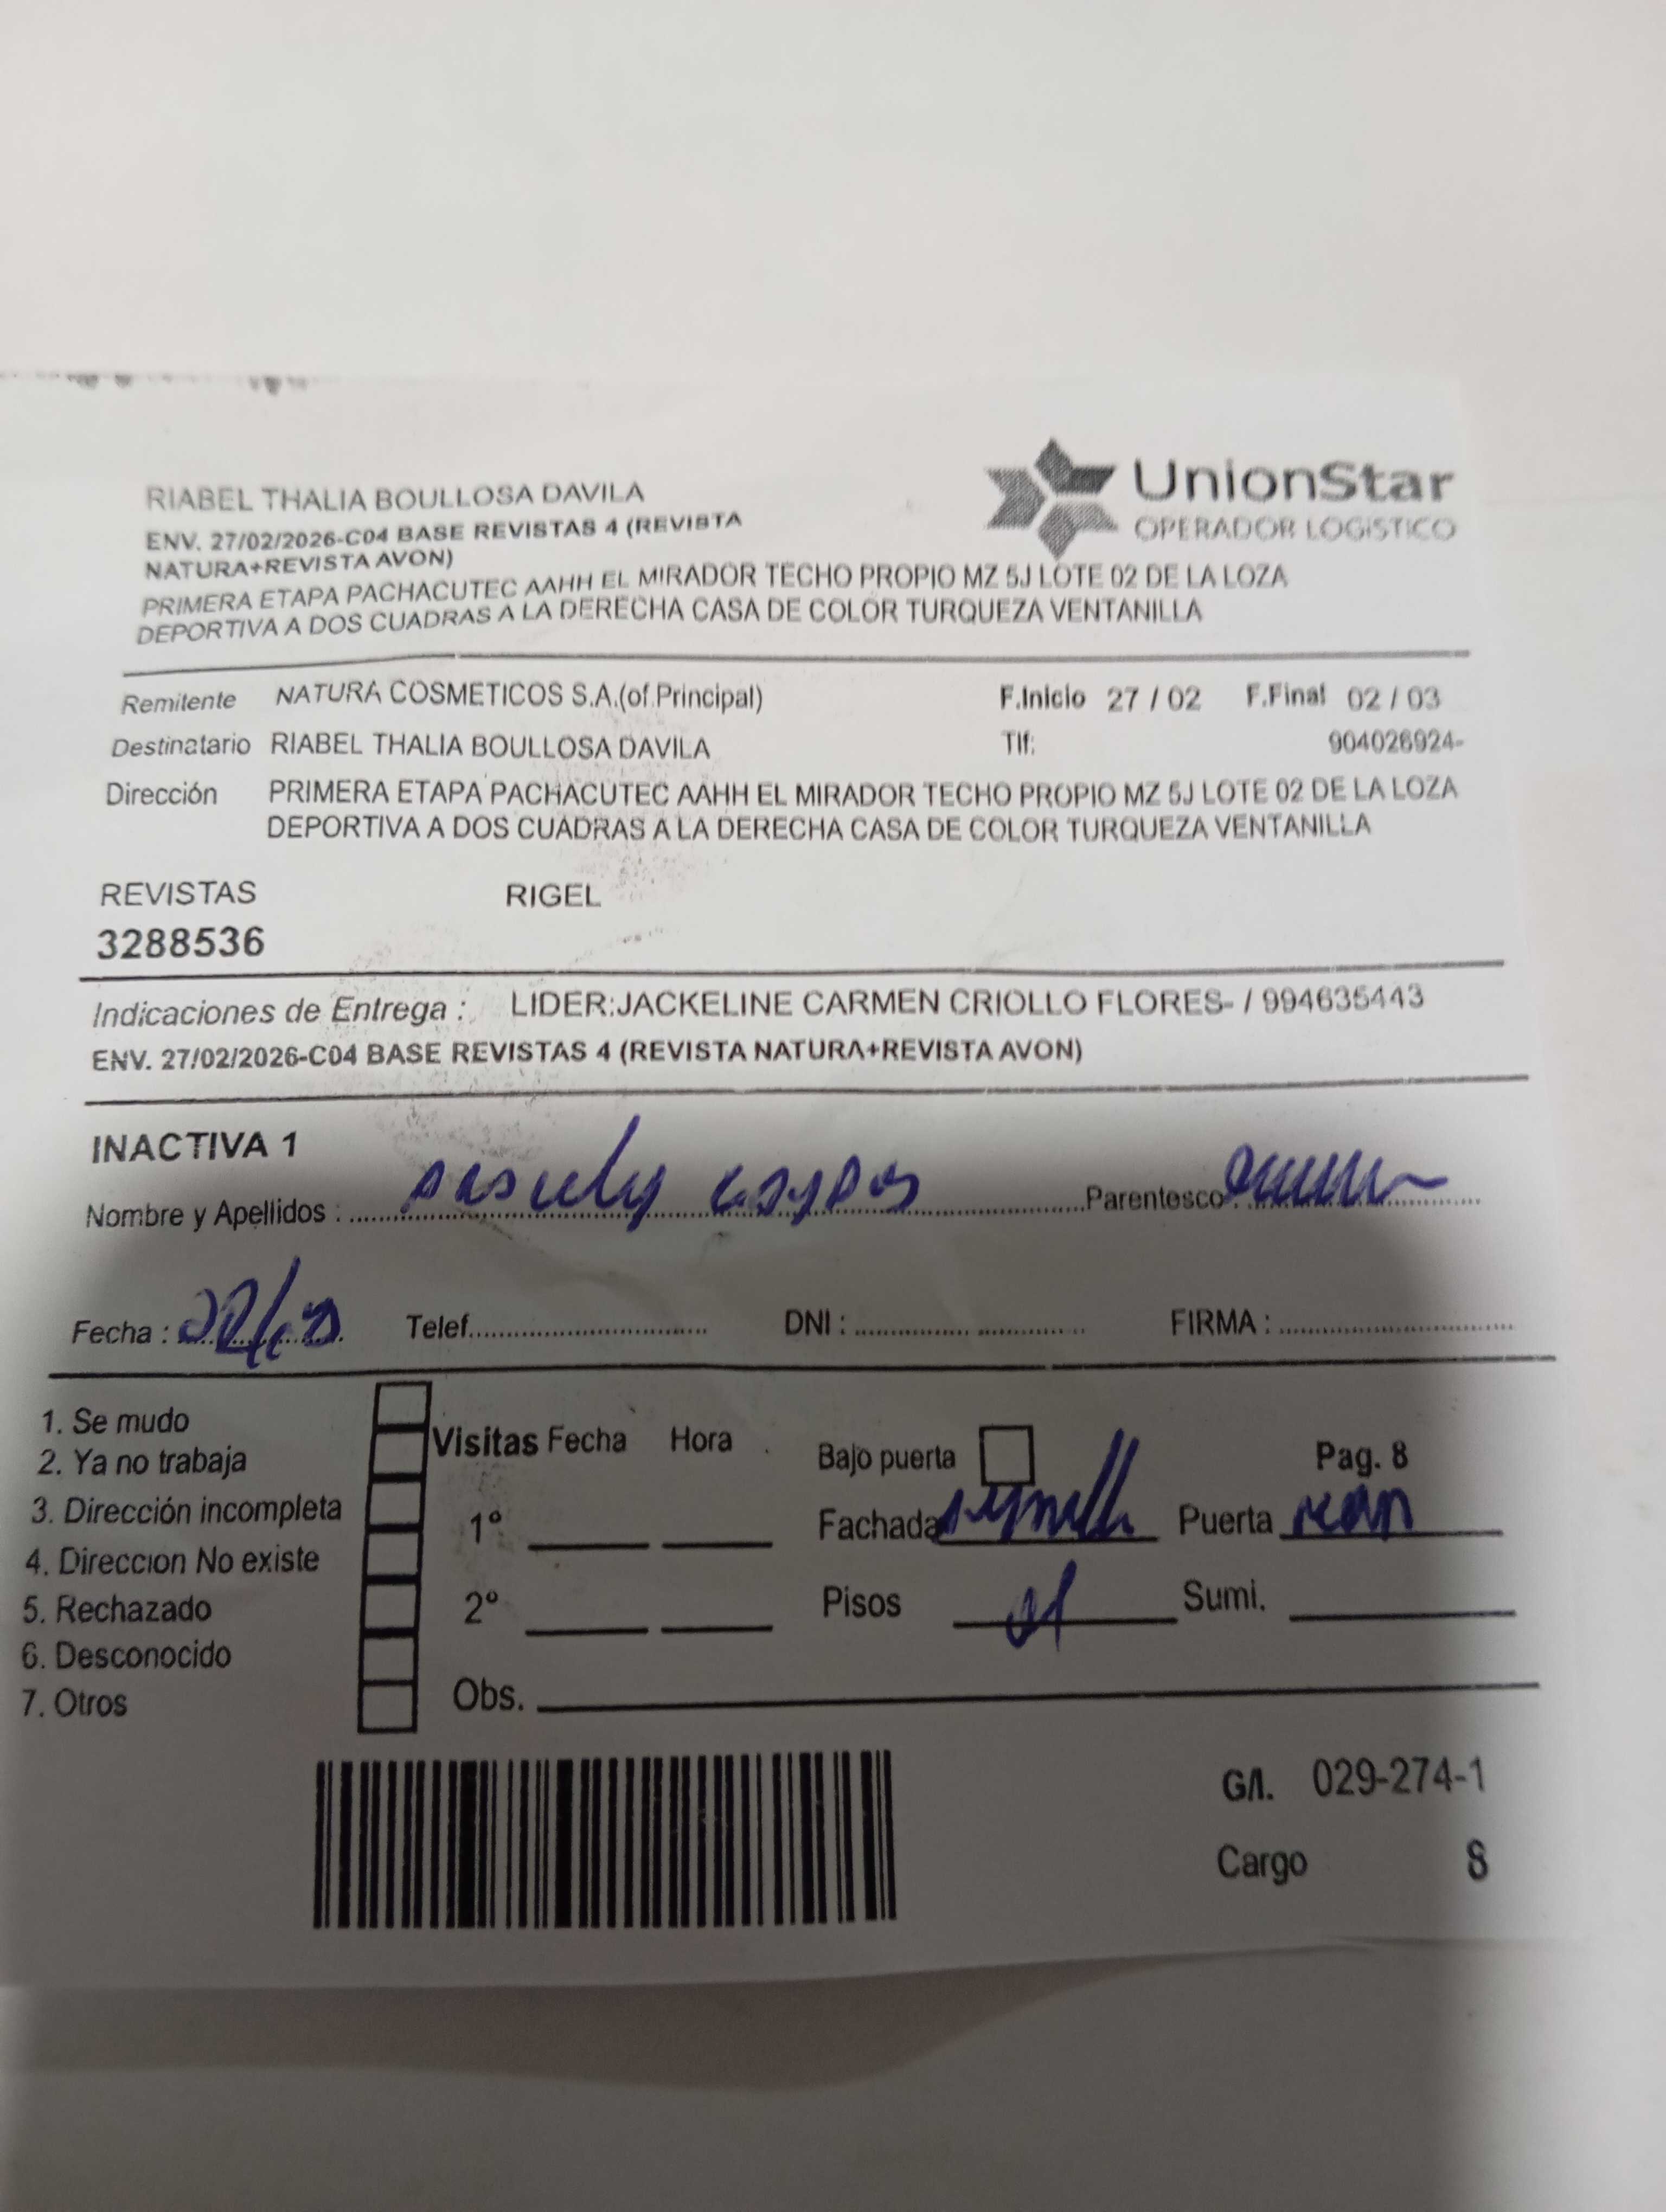 RIABEL THALIA BOULLOSA DAVILA
UnionStar
OPERADOR LOGÍSTICO
ENV. 27/02/2026-C04 BASE REVISTAS 4 (REVISTA
NATURA+REVISTA AVON)
PRIMERA ETAPA PACHACUTEC AAHH EL MIRADOR TECHO PROPIO MZ 5J LOTE 02 DE LA LOZA
DEPORTIVA A DOS CUADRAS A LA DERECHA CASA DE COLOR TURQUEZA VENTANILLA
Remitente NATURA COSMETICOS S.A.(of.Principal) F.Inicio 27 / 02 F.Final 02 / 03
Destinatario RIABEL THALIA BOULLOSA DAVILA Tlf: 904026924-
Dirección PRIMERA ETAPA PACHACUTEC AAHH EL MIRADOR TECHO PROPIO MZ 5J LOTE 02 DE LA LOZA
DEPORTIVA A DOS CUADRAS A LA DERECHA CASA DE COLOR TURQUEZA VENTANILLA
REVISTAS RIGEL
3288536
Indicaciones de Entrega : LIDER:JACKELINE CARMEN CRIOLLO FLORES- / 994635443
ENV. 27/02/2026-C04 BASE REVISTAS 4 (REVISTA NATURA+REVISTA AVON)
INACTIVA 1
Nombre y Apellidos : Parentesco :
Fecha : Telef. DNI : FIRMA :
1. Se mudo
2. Ya no trabaja
3. Dirección incompleta
4. Direccion No existe
5. Rechazado
6. Desconocido
7. Otros
Visitas Fecha Hora
1°
2°
Obs.
Bajo puerta Pag. 8
Fachada Puerta
Pisos Sumi.
G/I. 029-274-1
Cargo 8